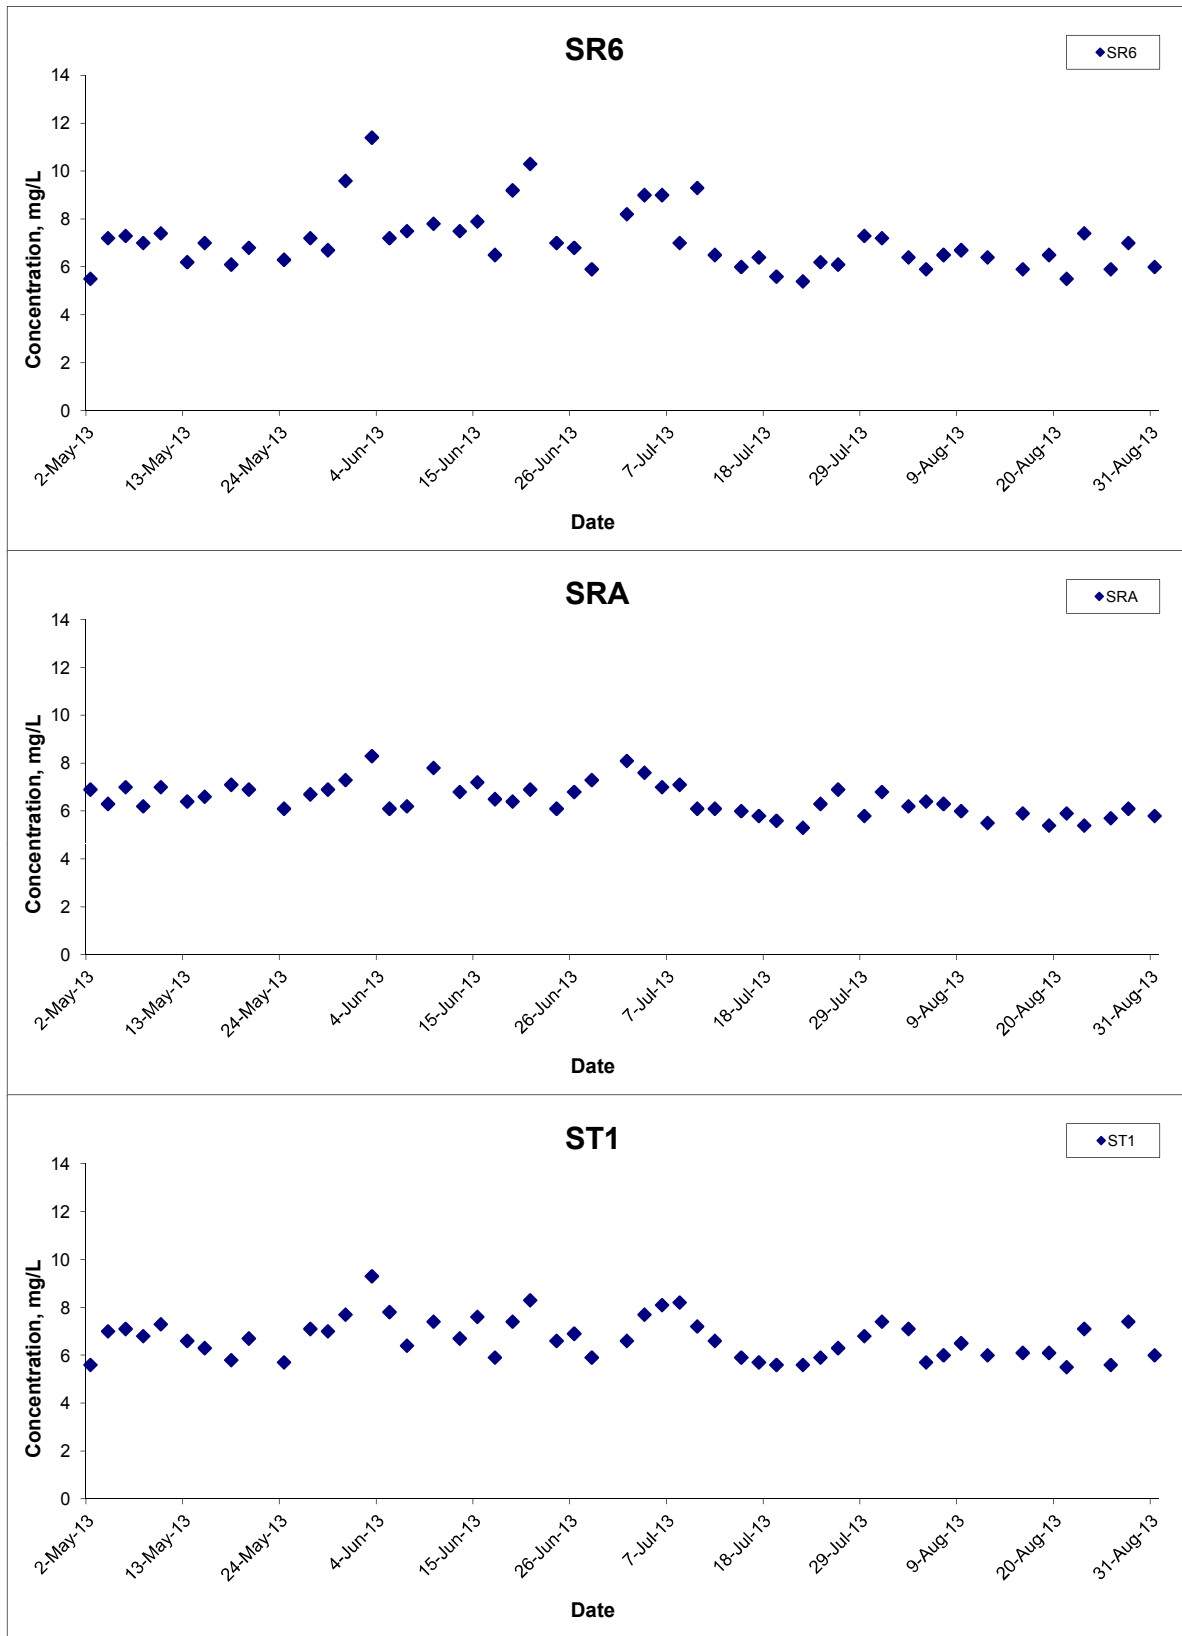 SR6
SR6
14
12
10
8
6
4
2
0
Concentration, mg/L
2-May-13
13-May-13
24-May-13
4-Jun-13
15-Jun-13
26-Jun-13
7-Jul-13
18-Jul-13
29-Jul-13
9-Aug-13
20-Aug-13
31-Aug-13
Date
SRA
SRA
14
12
10
8
6
4
2
0
Concentration, mg/L
2-May-13
13-May-13
24-May-13
4-Jun-13
15-Jun-13
26-Jun-13
7-Jul-13
18-Jul-13
29-Jul-13
9-Aug-13
20-Aug-13
31-Aug-13
Date
ST1
ST1
14
12
10
8
6
4
2
0
Concentration, mg/L
2-May-13
13-May-13
24-May-13
4-Jun-13
15-Jun-13
26-Jun-13
7-Jul-13
18-Jul-13
29-Jul-13
9-Aug-13
20-Aug-13
31-Aug-13
Date